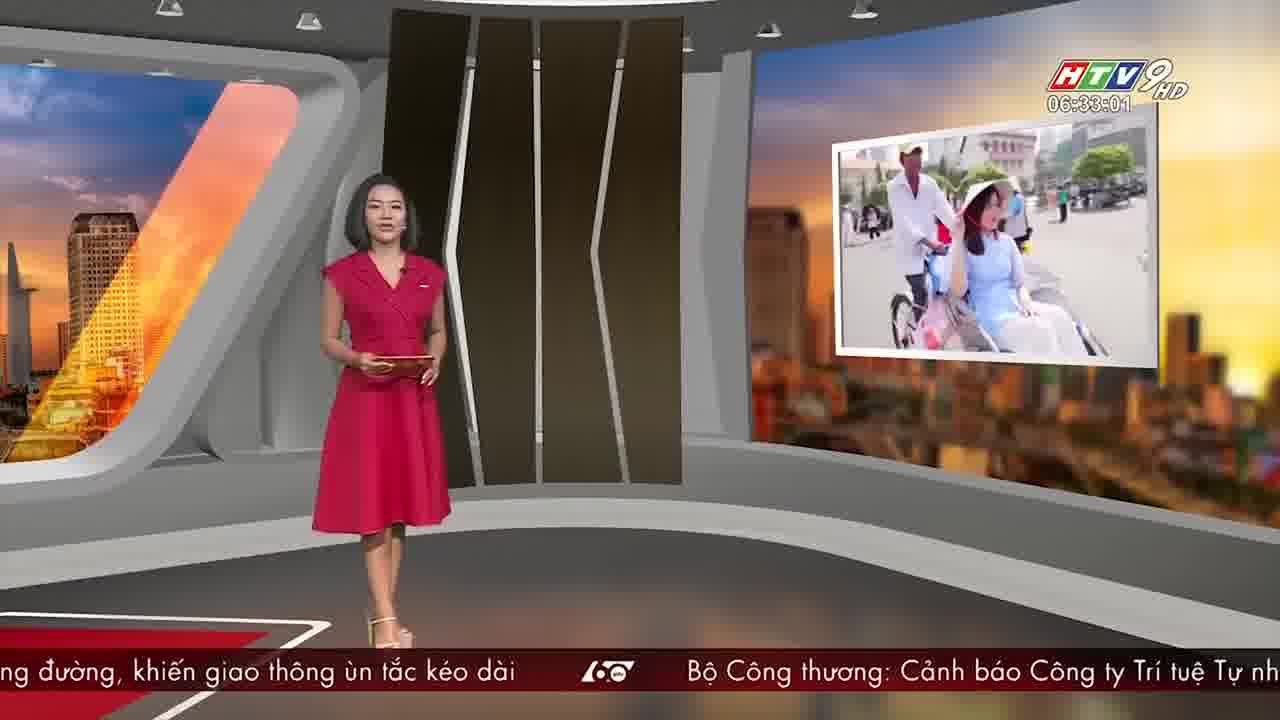 HTV9 HD
06:33:01
ng đường, khiến giao thông ùn tắc kéo dài
60
Bộ Công thương: Cảnh báo Công ty Trí tuệ Tự nh